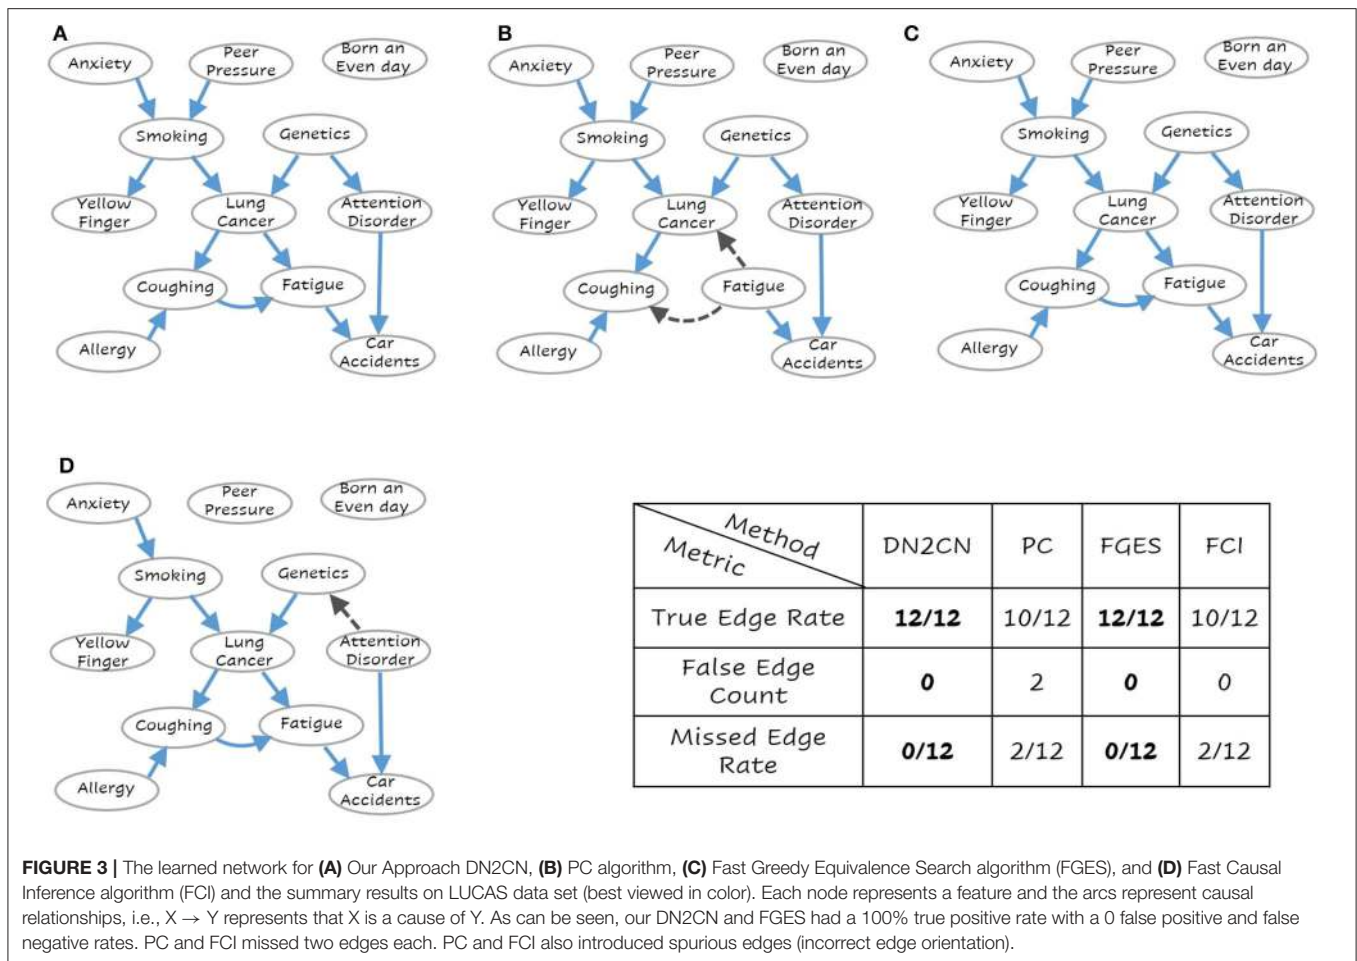 A
Anxiety
Peer
Pressure
Born an
Even day
Smoking
Genetics
Yellow
Finger
Lung
Cancer
Attention
Disorder
Coughing
Fatigue
Allergy
Car
Accidents
B
Anxiety
Peer
Pressure
Born an
Even day
Smoking
Genetics
Yellow
Finger
Lung
Cancer
Attention
Disorder
Coughing
Fatigue
Allergy
Car
Accidents
C
Anxiety
Peer
Pressure
Born an
Even day
Smoking
Genetics
Yellow
Finger
Lung
Cancer
Attention
Disorder
Coughing
Fatigue
Allergy
Car
Accidents
D
Anxiety
Peer
Pressure
Born an
Even day
Smoking
Genetics
Yellow
Finger
Lung
Cancer
Attention
Disorder
Coughing
Fatigue
Allergy
Car
Accidents
Method
Metric
DN2CN PC FGES FCI
True Edge Rate 12/12 10/12 12/12 10/12
False Edge
Count 0 2 0 0
Missed Edge
Rate 0/12 2/12 0/12 2/12
FIGURE 3 | The learned network for (A) Our Approach DN2CN, (B) PC algorithm, (C) Fast Greedy Equivalence Search algorithm (FGES), and (D) Fast Causal
Inference algorithm (FCI) and the summary results on LUCAS data set (best viewed in color). Each node represents a feature and the arcs represent causal
relationships, i.e., X → Y represents that X is a cause of Y. As can be seen, our DN2CN and FGES had a 100% true positive rate with a 0 false positive and false
negative rates. PC and FCI missed two edges each. PC and FCI also introduced spurious edges (incorrect edge orientation).